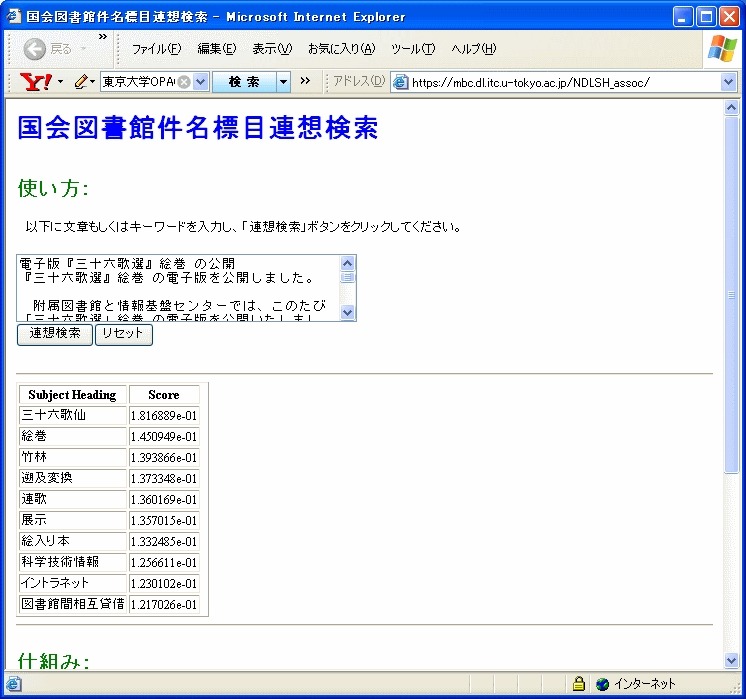 国会図書館件名標目連想検索 - Microsoft Internet Explorer
戻る » ファイル(F) 編集(E) 表示(V) お気に入り(A) ツール(T) ヘルプ(H)
Y! 東京大学OPA 検索 » アドレス(D) https://mbc.dl.itc.u-tokyo.ac.jp/NDLSH_assoc/
国会図書館件名標目連想検索
使い方:
以下に文章もしくはキーワードを入力し、「連想検索」ボタンをクリックしてください。
電子版『三十六歌選』絵巻 の公開
『三十六歌選』絵巻 の電子版を公開しました。
附属図書館と情報基盤センターでは、このたび
『三十六歌選』絵巻 の電子版を公開いたしまし
連想検索 リセット
Subject Heading Score
三十六歌仙 1.816889e-01
絵巻 1.450949e-01
竹林 1.393866e-01
遡及変換 1.373348e-01
連歌 1.360169e-01
展示 1.357015e-01
絵入り本 1.332485e-01
科学技術情報 1.256611e-01
イントラネット 1.230102e-01
図書館間相互貸借 1.217026e-01
仕組み:
インターネット